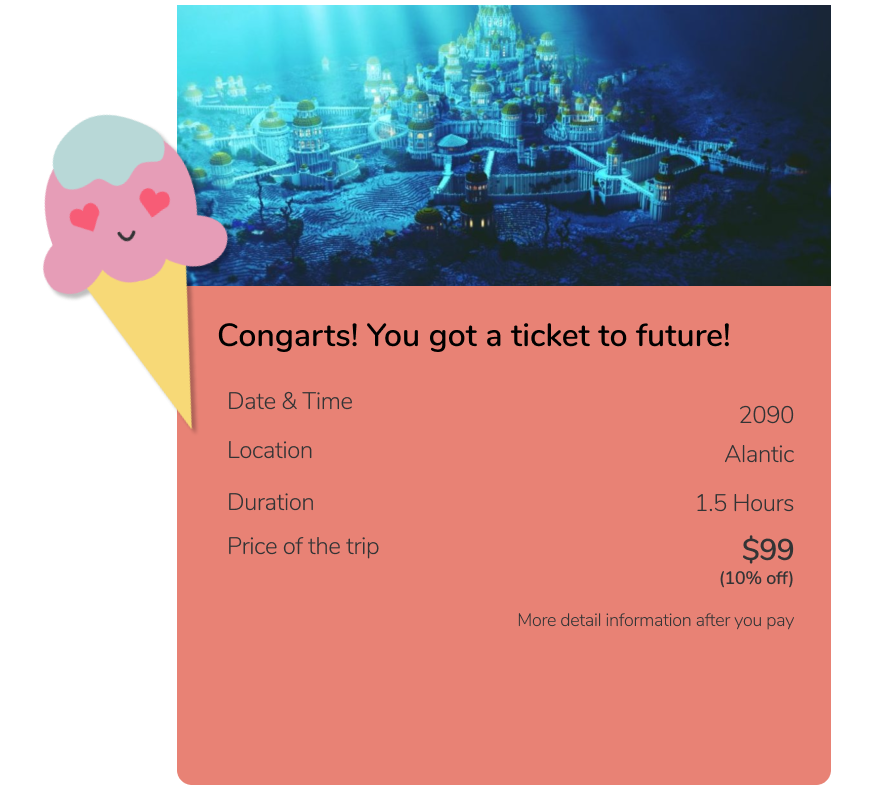 Congarts! You got a ticket to future!
Date & Time
2090
Location
Alantic
Duration
1.5 Hours
Price of the trip
$99
(10% off)
More detail information after you pay